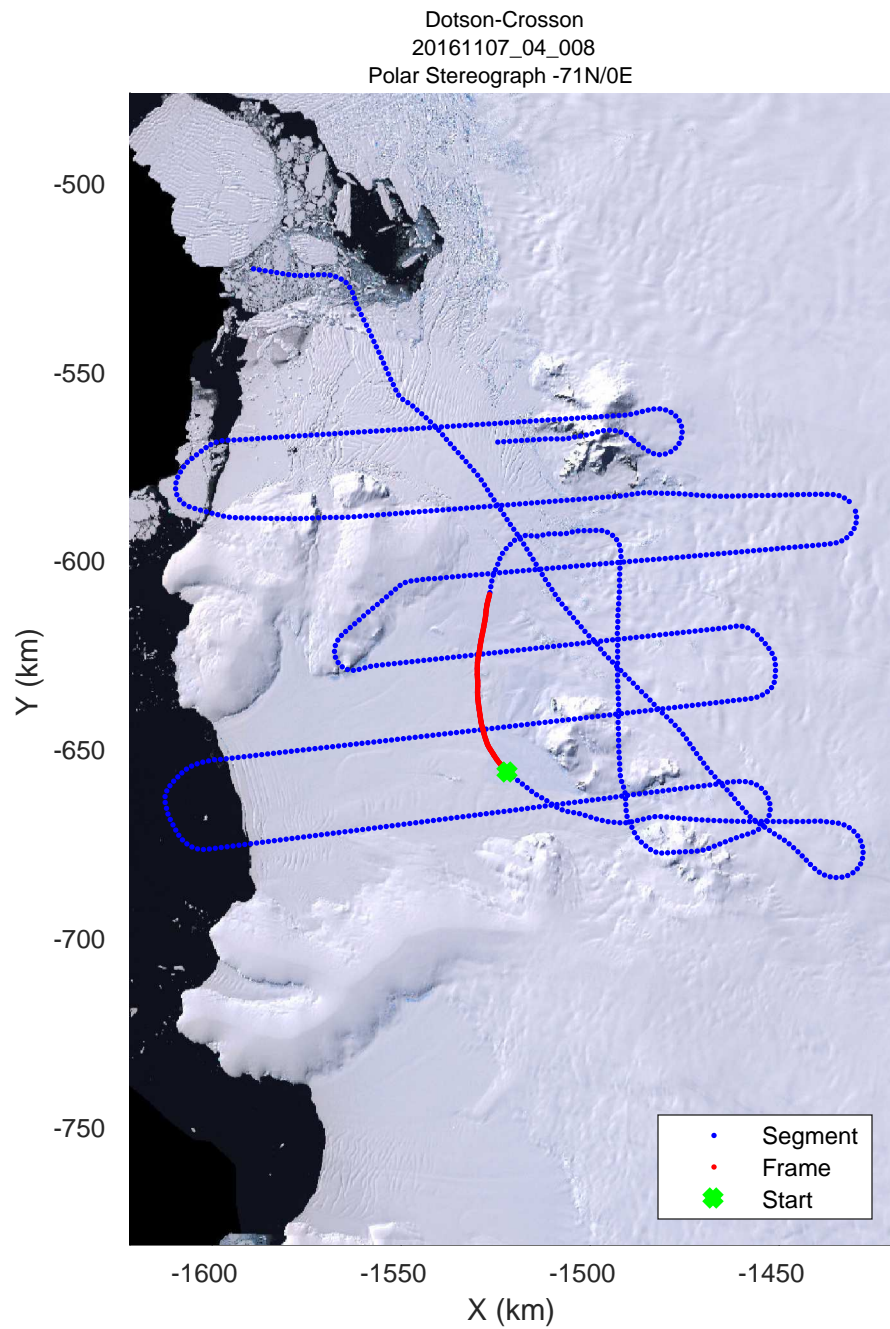 Dotson-Crosson
20161107_04_008
Polar Stereograph -71N/0E
-500
-550
-600
-650
-700
-750
Y (km)
-1600
-1550
-1500
-1450
X (km)
Segment
Frame
Start